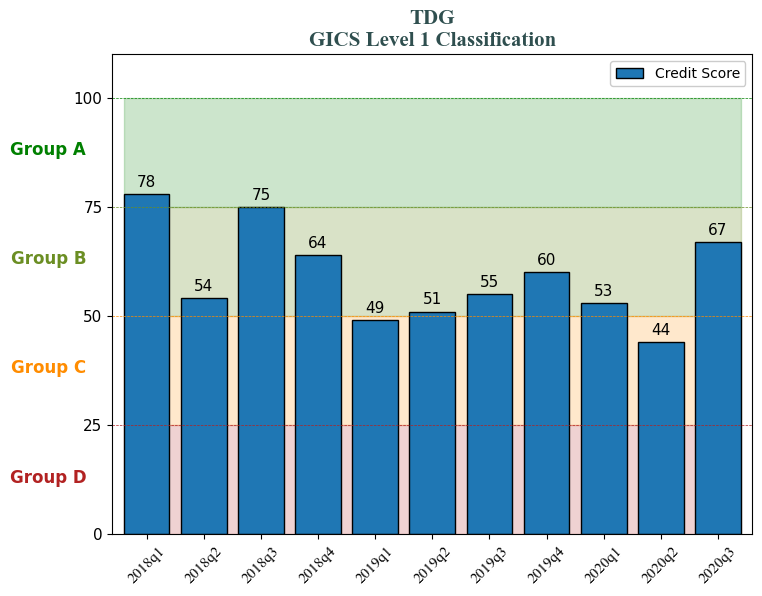 TDG
GICS Level 1 Classification
Credit Score
100
Group A
78
75
75
67
64
Group B
60
54
55
53
51
50
49
44
Group C
25
Group D
0
2018q1
2018q2
2018q3
2018q4
2019q1
2019q2
2019q3
2019q4
2020q1
2020q2
2020q3